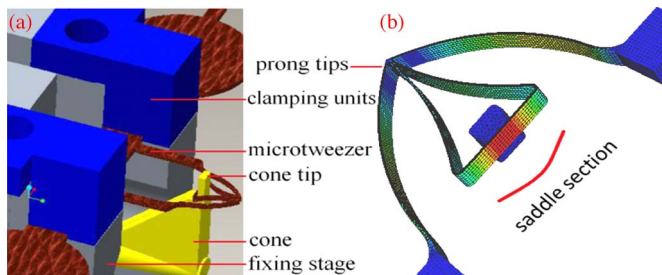 (a)
(b)
prong tips
clamping units
microtweezer
cone tip
cone
fixing stage
saddle section